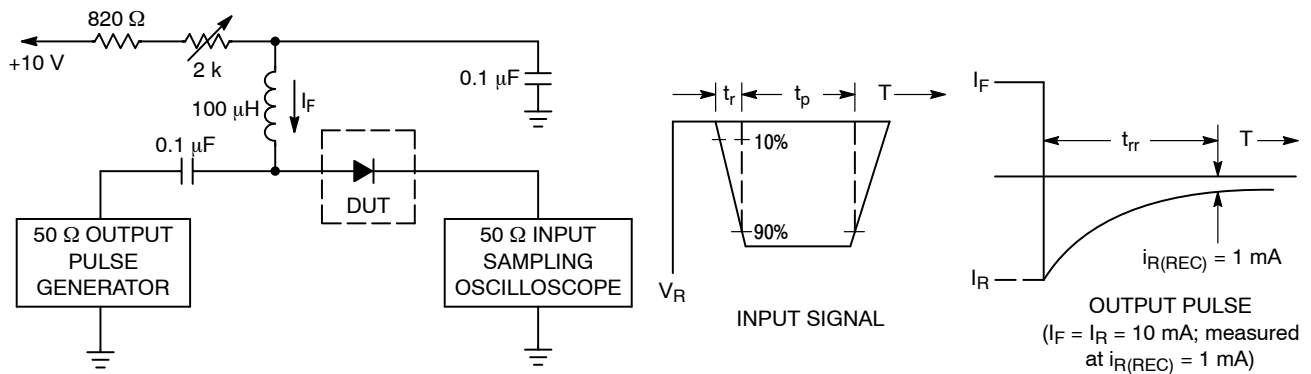 820 Ω
+10 V
2 k
100 μH
I_F
0.1 μF
0.1 μF
DUT
50 Ω OUTPUT
PULSE
GENERATOR
50 Ω INPUT
SAMPLING
OSCILLOSCOPE
t_r
t_p
T
10%
90%
V_R
INPUT SIGNAL
I_F
t_rr
T
I_R
i_R(REC) = 1 mA
OUTPUT PULSE
(I_F = I_R = 10 mA; measured
at i_R(REC) = 1 mA)